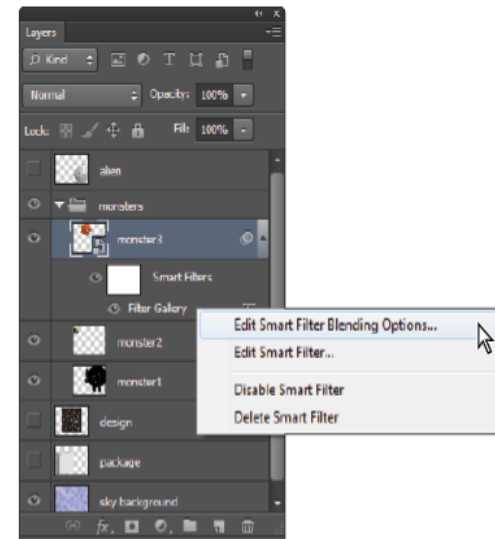 Layers
Kind
Normal Opacity: 100%
Lock: Fill: 100%
alien
monsters
monster3
Smart Filters
Filter Gallery
Edit Smart Filter Blending Options...
monster2
Edit Smart Filter...
monster1
Disable Smart Filter
design
Delete Smart Filter
package
sky background
fx.